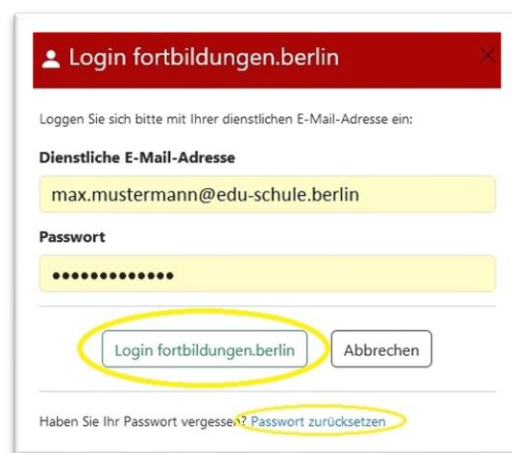 Login fortbildungen.berlin
Loggen Sie sich bitte mit Ihrer dienstlichen E-Mail-Adresse ein:
Dienstliche E-Mail-Adresse
max.mustermann@edu-schule.berlin
Passwort
•••••••••••••
Login fortbildungen.berlin Abbrechen
Haben Sie Ihr Passwort vergessen? Passwort zurücksetzen